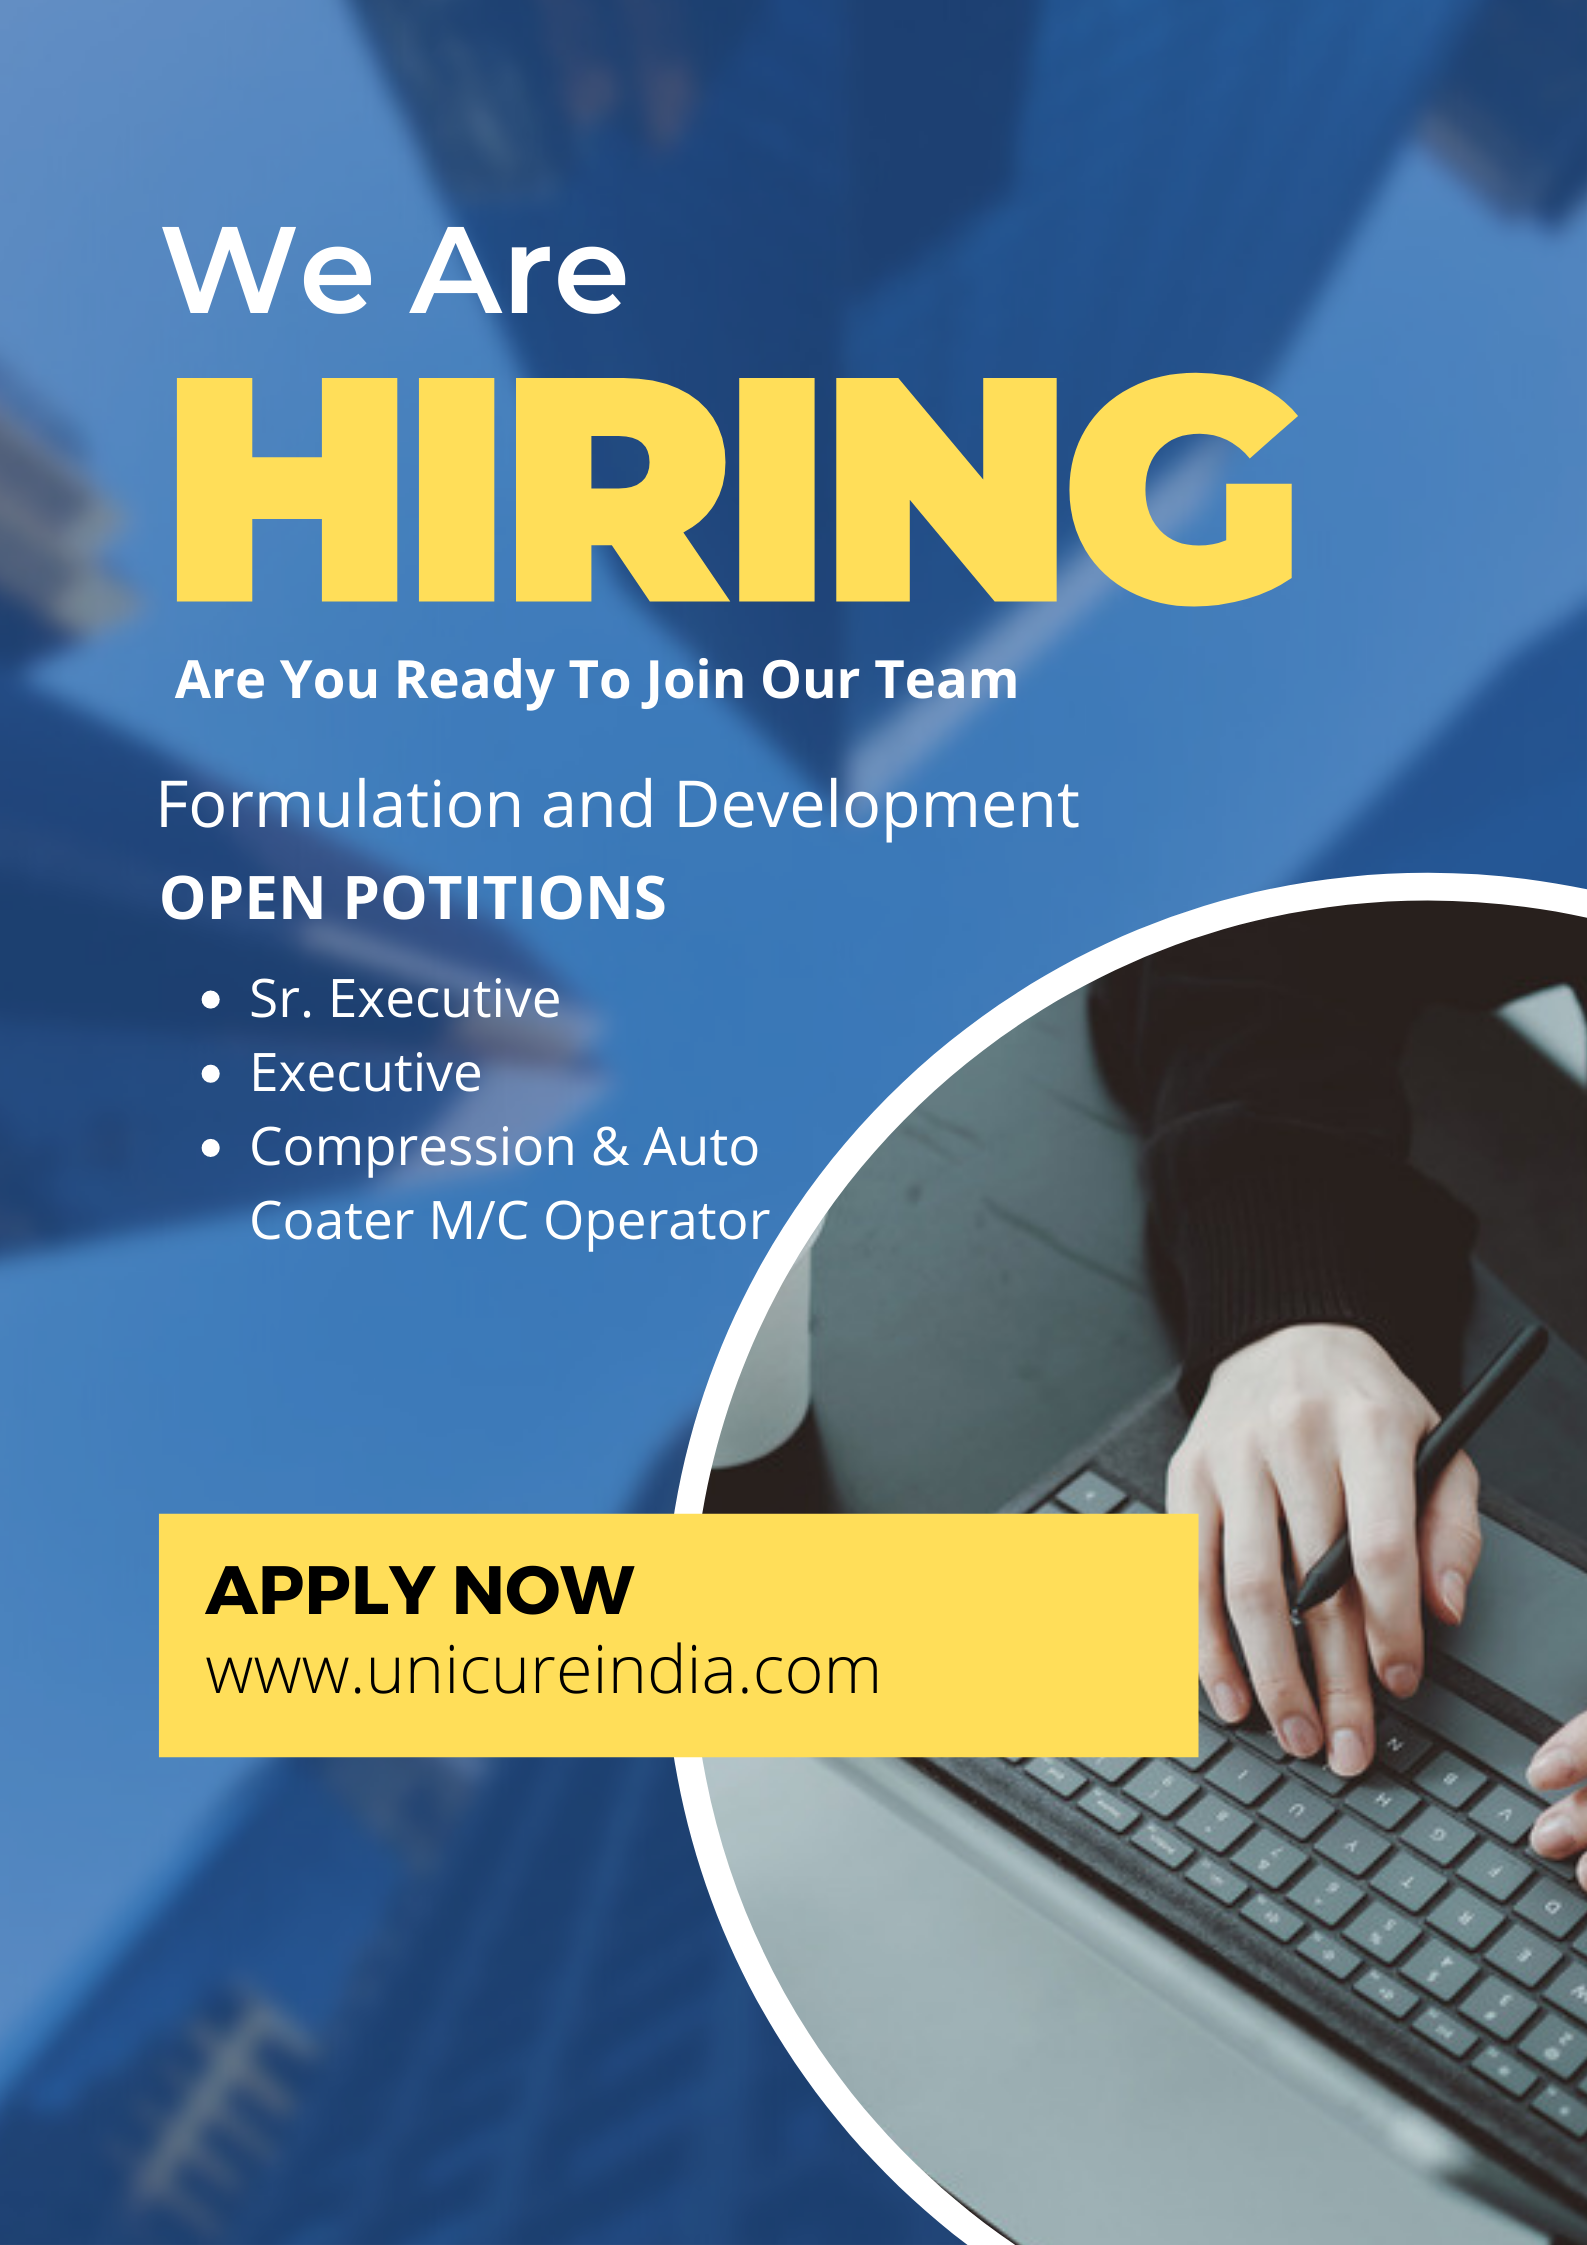 We Are
HIRING
Are You Ready To Join Our Team
Formulation and Development
OPEN POTITIONS
• Sr. Executive
• Executive
• Compression & Auto
Coater M/C Operator
APPLY NOW
www.unicureindia.com